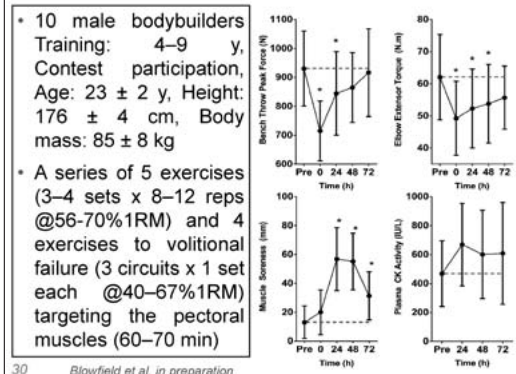 • 10 male bodybuilders
Training: 4–9 y,
Contest participation,
Age: 23 ± 2 y, Height:
176 ± 4 cm, Body
mass: 85 ± 8 kg
• A series of 5 exercises
(3–4 sets x 8–12 reps
@56-70%1RM) and 4
exercises to volitional
failure (3 circuits x 1 set
each @40–67%1RM)
targeting the pectoral
muscles (60–70 min)
30 Blowfield et al. in preparation
Bench Throw Peak Force (N)
1100
1000
900
800
700
600
* *
Pre 0 24 48 72
Time (h)
Elbow Extensor Torque (N.m)
80
70
60
50
40
* * * *
Pre 0 24 48 72
Time (h)
Muscle Soreness (mm)
100
80
60
40
20
0
* * *
Pre 0 24 48 72
Time (h)
Plasma CK Activity (IU/L)
1000
800
600
400
200
0
Pre 0 24 48 72
Time (h)